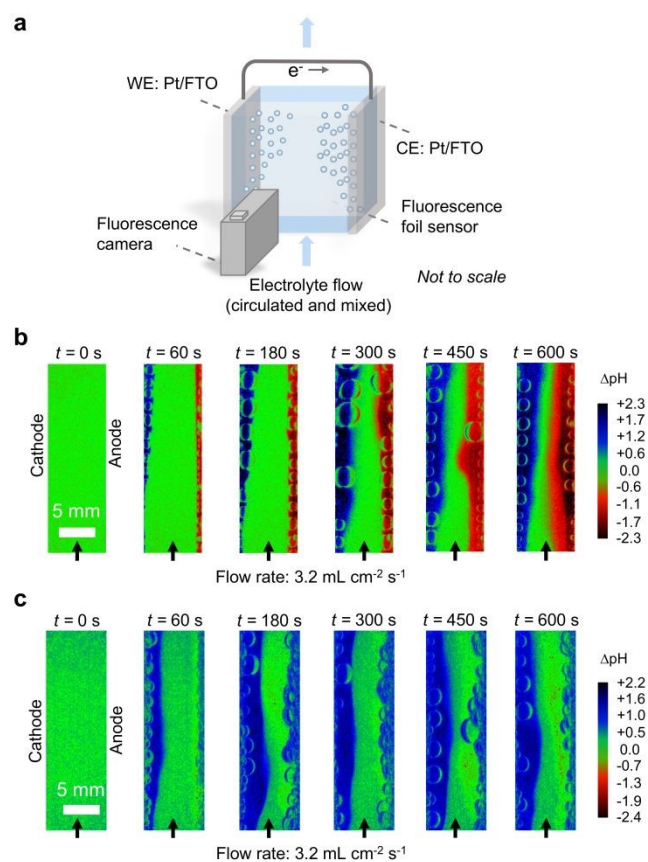 a
e⁻ →
WE: Pt/FTO
CE: Pt/FTO
Fluorescence
camera
Fluorescence
foil sensor
Electrolyte flow
(circulated and mixed)
Not to scale
b
t = 0 s t = 60 s t = 180 s t = 300 s t = 450 s t = 600 s
Cathode
Anode
5 mm
ΔpH
+2.3
+1.7
+1.2
+0.6
0.0
-0.6
-1.1
-1.7
-2.3
Flow rate: 3.2 mL cm⁻² s⁻¹
c
t = 0 s t = 60 s t = 180 s t = 300 s t = 450 s t = 600 s
Cathode
Anode
5 mm
ΔpH
+2.2
+1.6
+1.0
+0.5
0.0
-0.7
-1.3
-1.9
-2.4
Flow rate: 3.2 mL cm⁻² s⁻¹